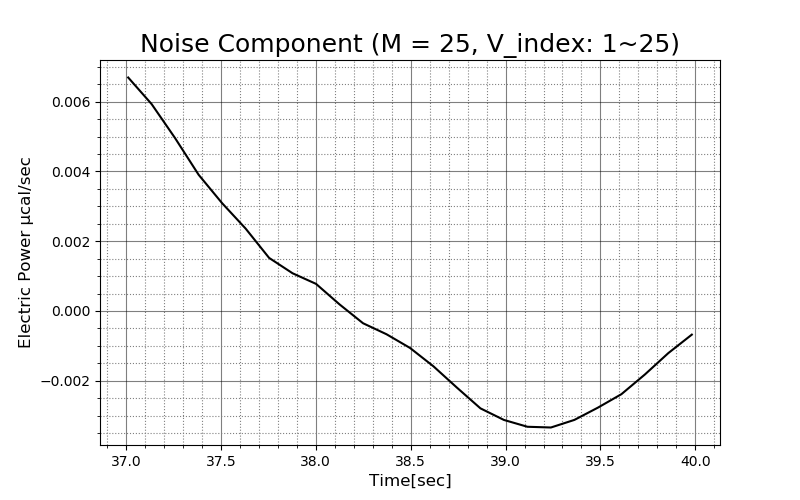 Noise Component (M = 25, V_index: 1~25)
Electric Power μcal/sec
0.006
0.004
0.002
0.000
−0.002
37.0 37.5 38.0 38.5 39.0 39.5 40.0
Time[sec]